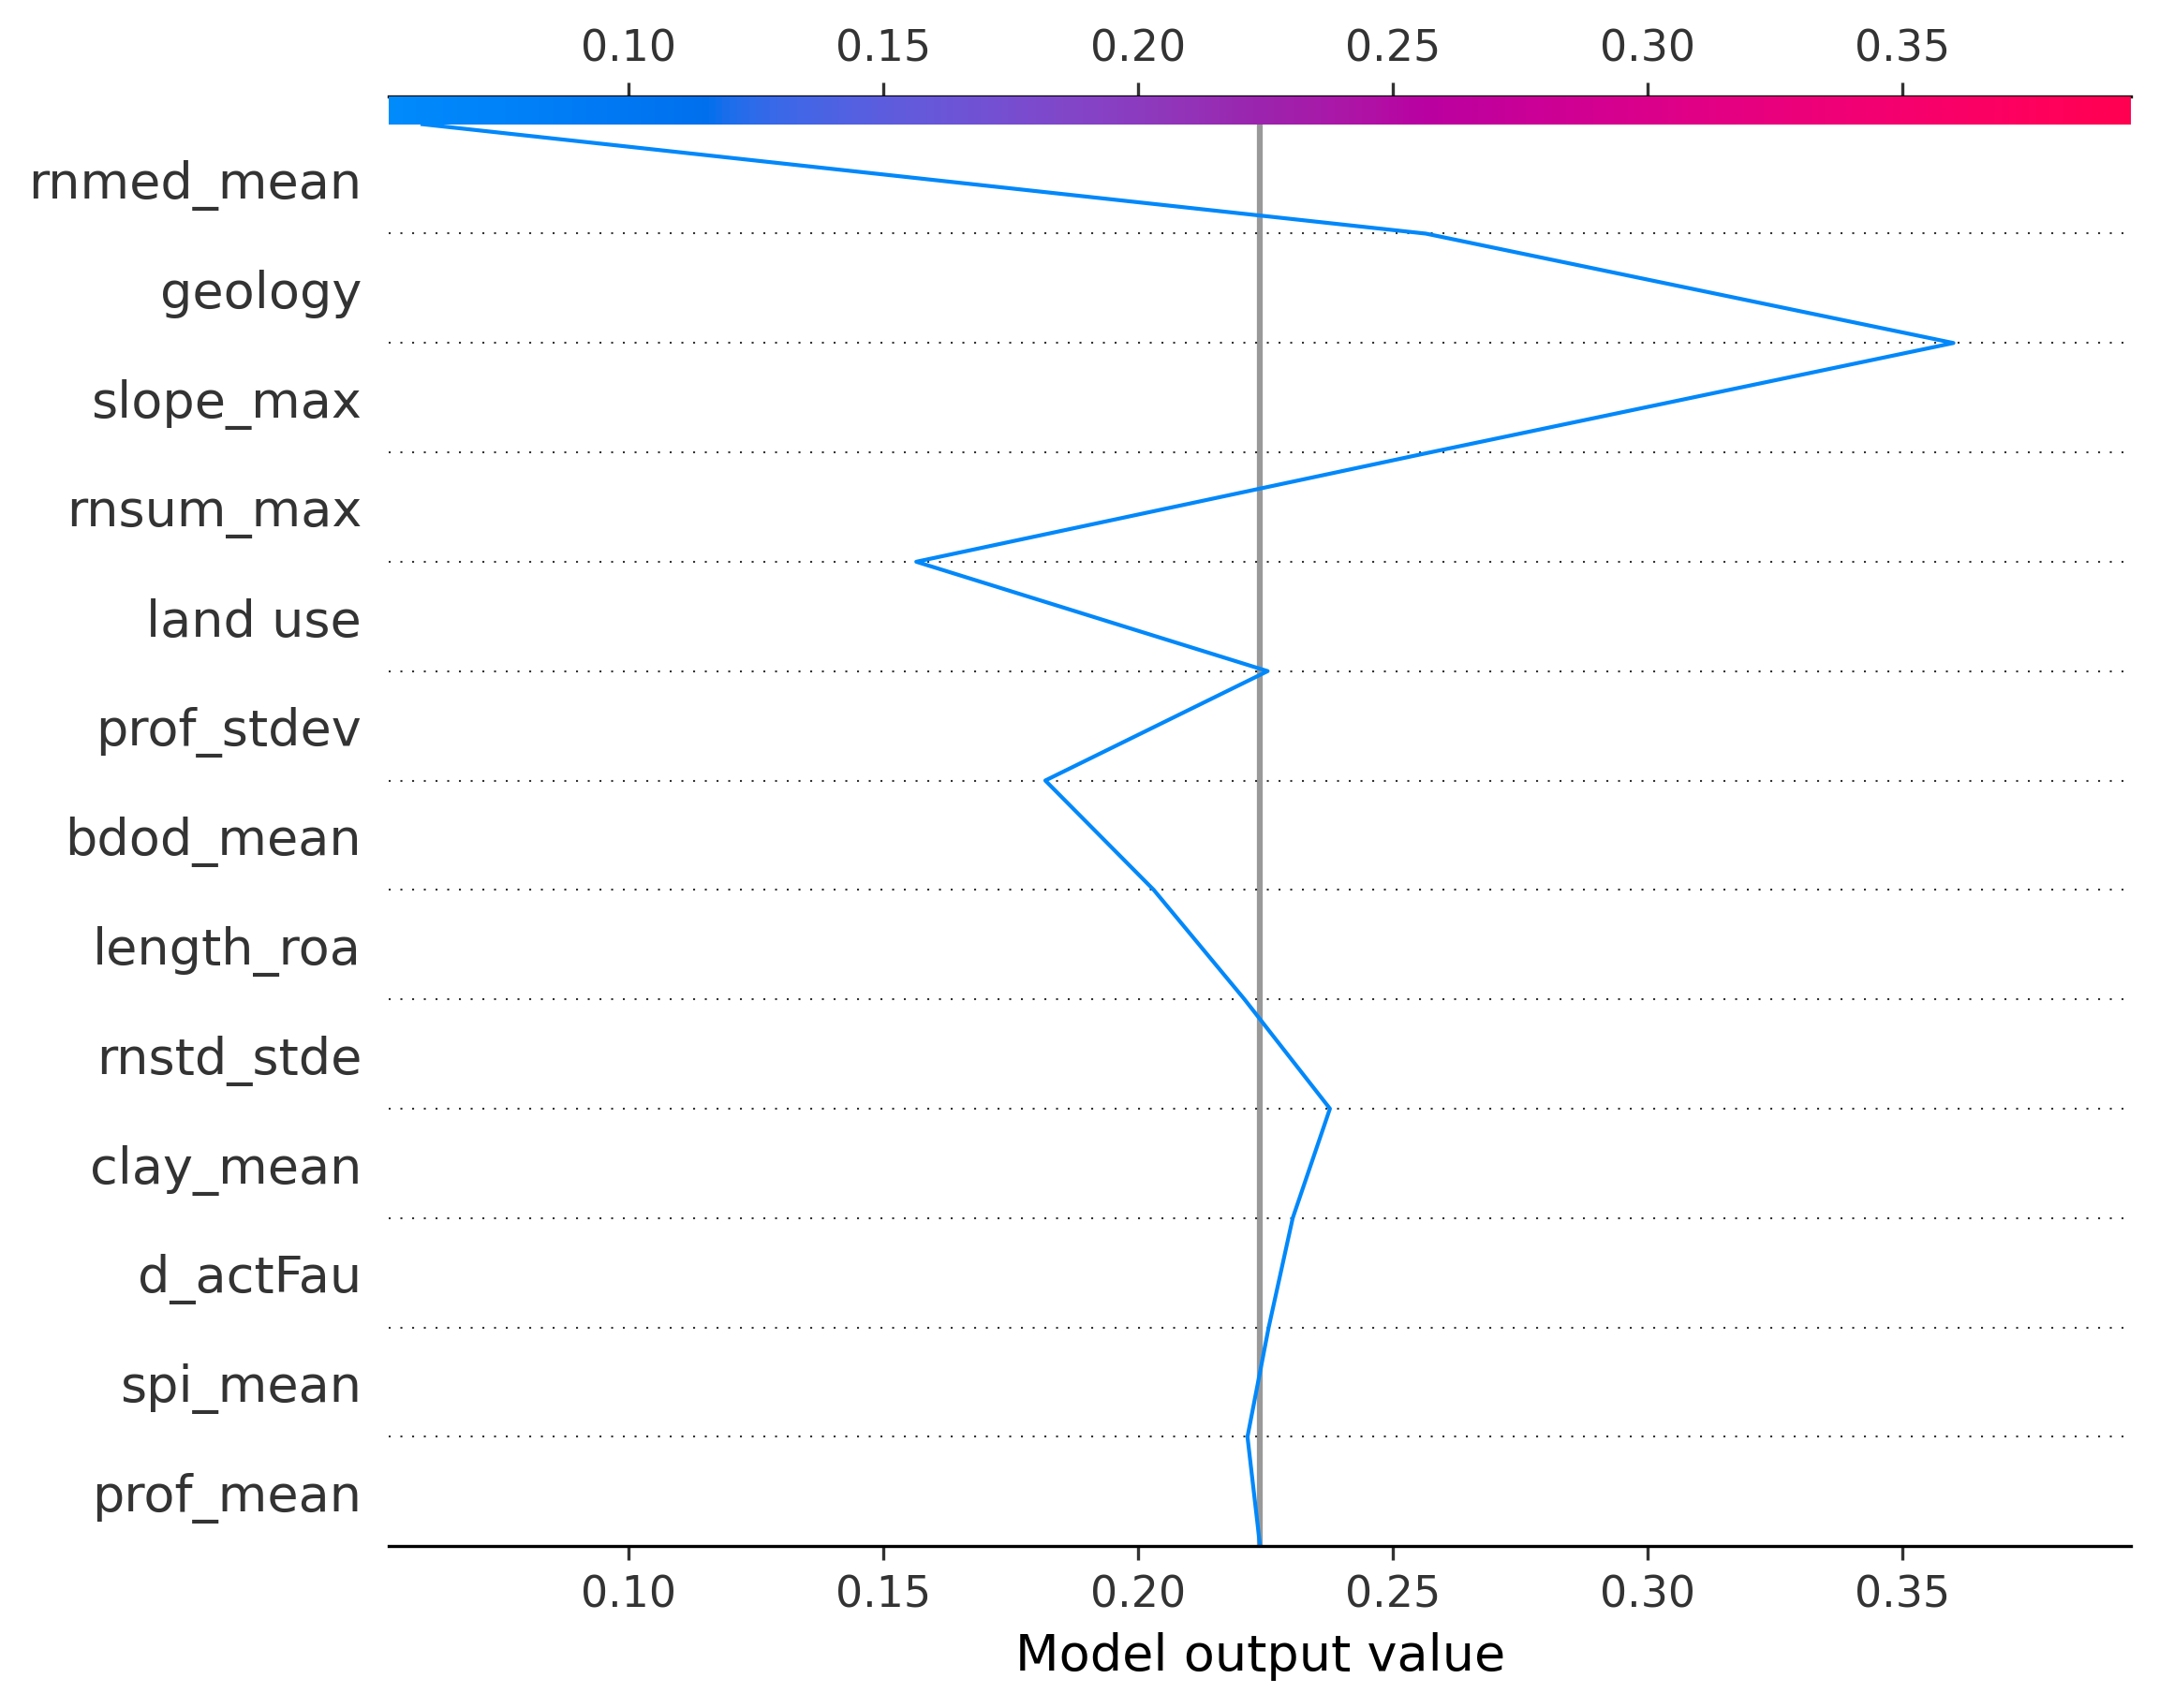 0.10 0.15 0.20 0.25 0.30 0.35
rnmed_mean
geology
slope_max
rnsum_max
land use
prof_stdev
bdod_mean
length_roa
rnstd_stde
clay_mean
d_actFau
spi_mean
prof_mean
0.10 0.15 0.20 0.25 0.30 0.35
Model output value